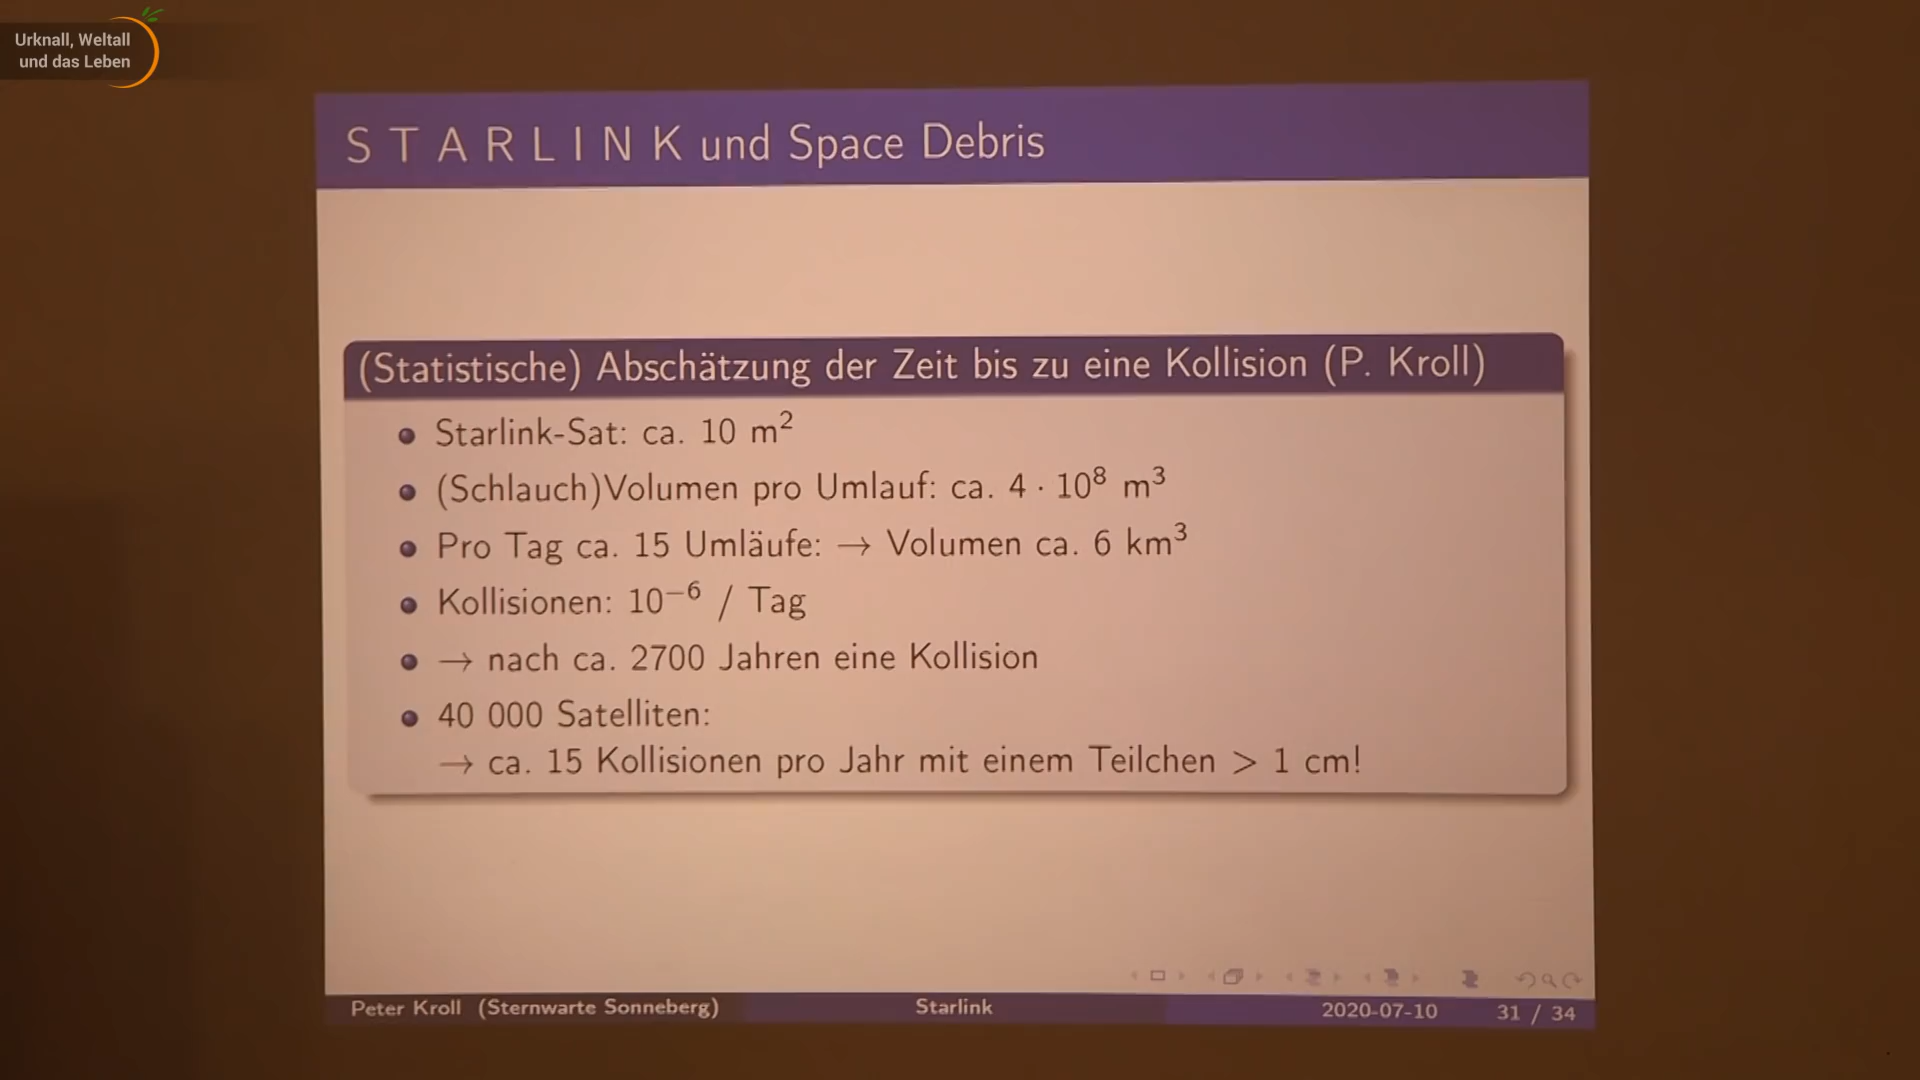 Urknall, Weltall
und das Leben
S T A R L I N K und Space Debris
(Statistische) Abschätzung der Zeit bis zu eine Kollision (P. Kroll)
Starlink-Sat: ca. 10 m²
(Schlauch)Volumen pro Umlauf: ca. 4 · 10⁸ m³
Pro Tag ca. 15 Umläufe: → Volumen ca. 6 km³
Kollisionen: 10⁻⁶ / Tag
→ nach ca. 2700 Jahren eine Kollision
40 000 Satelliten:
→ ca. 15 Kollisionen pro Jahr mit einem Teilchen > 1 cm!
Peter Kroll (Sternwarte Sonneberg) Starlink 2020-07-10 31 / 34